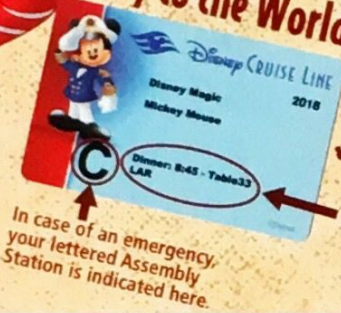 to the World
Disney CRUISE LINE
Disney Magic 2018
Mickey Mouse
C
Dinner: 8:45 - Table33
LAR
In case of an emergency,
your lettered Assembly
Station is indicated here.